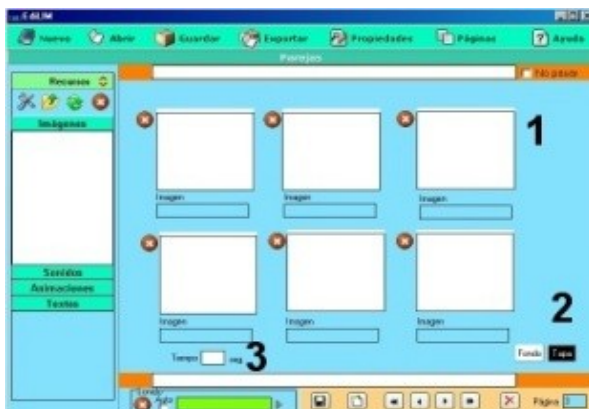 EdiLIM
Nuevo Abrir Guardar Exportar Propiedades Páginas Ayuda
Parejas
No pasar
Recursos
Imágenes
1
Imagen Imagen Imagen
Sonidos
Animaciones
Textos
2
Imagen Imagen Imagen
Tiempo seg. 3 Fondo Tapa
Fondo
Página